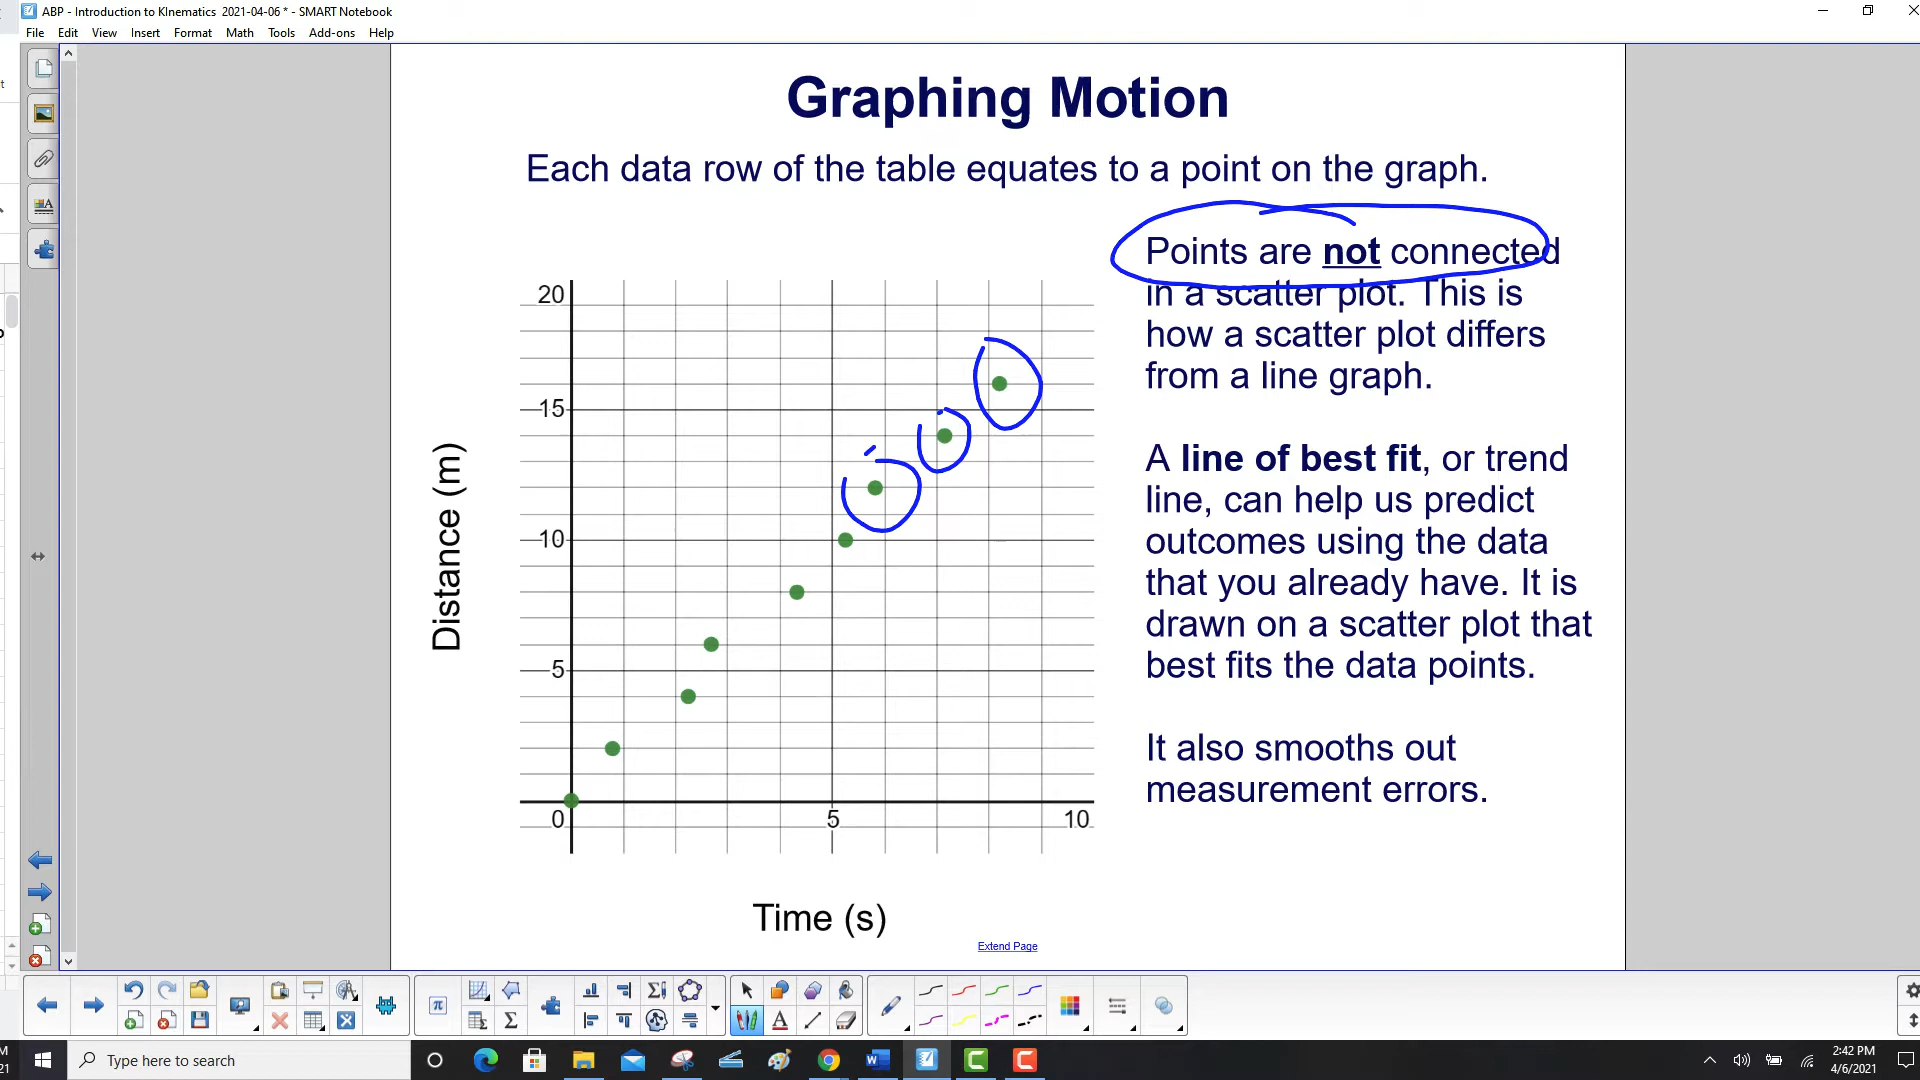 ABP - Introduction to KInematics 2021-04-06 * - SMART Notebook
File Edit View Insert Format Math Tools Add-ons Help
Graphing Motion
Each data row of the table equates to a point on the graph.
Points are not connected
in a scatter plot. This is
how a scatter plot differs
from a line graph.
A line of best fit, or trend
line, can help us predict
outcomes using the data
that you already have. It is
drawn on a scatter plot that
best fits the data points.
It also smooths out
measurement errors.
Distance (m)
20
15
10
5
0 5 10
Time (s)
Extend Page
Type here to search
2:42 PM
4/6/2021